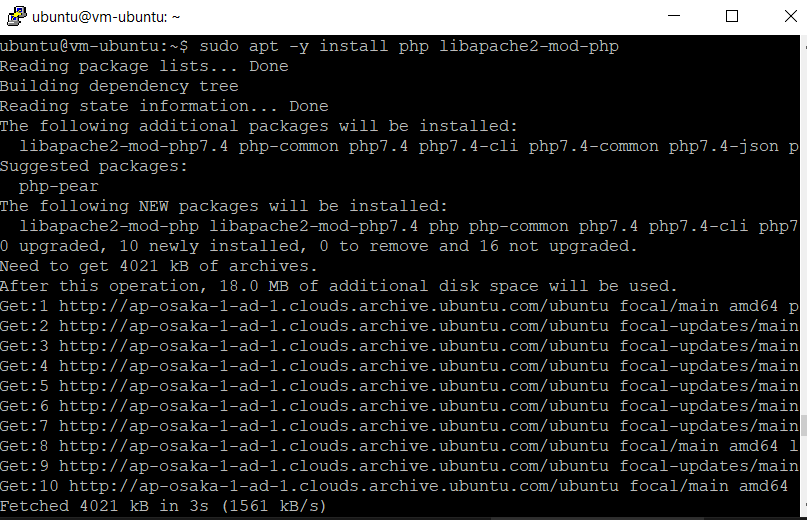 ubuntu@vm-ubuntu: ~
ubuntu@vm-ubuntu:~$ sudo apt -y install php libapache2-mod-php
Reading package lists... Done
Building dependency tree
Reading state information... Done
The following additional packages will be installed:
  libapache2-mod-php7.4 php-common php7.4 php7.4-cli php7.4-common php7.4-json p
Suggested packages:
  php-pear
The following NEW packages will be installed:
  libapache2-mod-php libapache2-mod-php7.4 php php-common php7.4 php7.4-cli php7
0 upgraded, 10 newly installed, 0 to remove and 16 not upgraded.
Need to get 4021 kB of archives.
After this operation, 18.0 MB of additional disk space will be used.
Get:1 http://ap-osaka-1-ad-1.clouds.archive.ubuntu.com/ubuntu focal/main amd64 p
Get:2 http://ap-osaka-1-ad-1.clouds.archive.ubuntu.com/ubuntu focal-updates/main
Get:3 http://ap-osaka-1-ad-1.clouds.archive.ubuntu.com/ubuntu focal-updates/main
Get:4 http://ap-osaka-1-ad-1.clouds.archive.ubuntu.com/ubuntu focal-updates/main
Get:5 http://ap-osaka-1-ad-1.clouds.archive.ubuntu.com/ubuntu focal-updates/main
Get:6 http://ap-osaka-1-ad-1.clouds.archive.ubuntu.com/ubuntu focal-updates/main
Get:7 http://ap-osaka-1-ad-1.clouds.archive.ubuntu.com/ubuntu focal-updates/main
Get:8 http://ap-osaka-1-ad-1.clouds.archive.ubuntu.com/ubuntu focal/main amd64 l
Get:9 http://ap-osaka-1-ad-1.clouds.archive.ubuntu.com/ubuntu focal-updates/main
Get:10 http://ap-osaka-1-ad-1.clouds.archive.ubuntu.com/ubuntu focal/main amd64
Fetched 4021 kB in 3s (1561 kB/s)